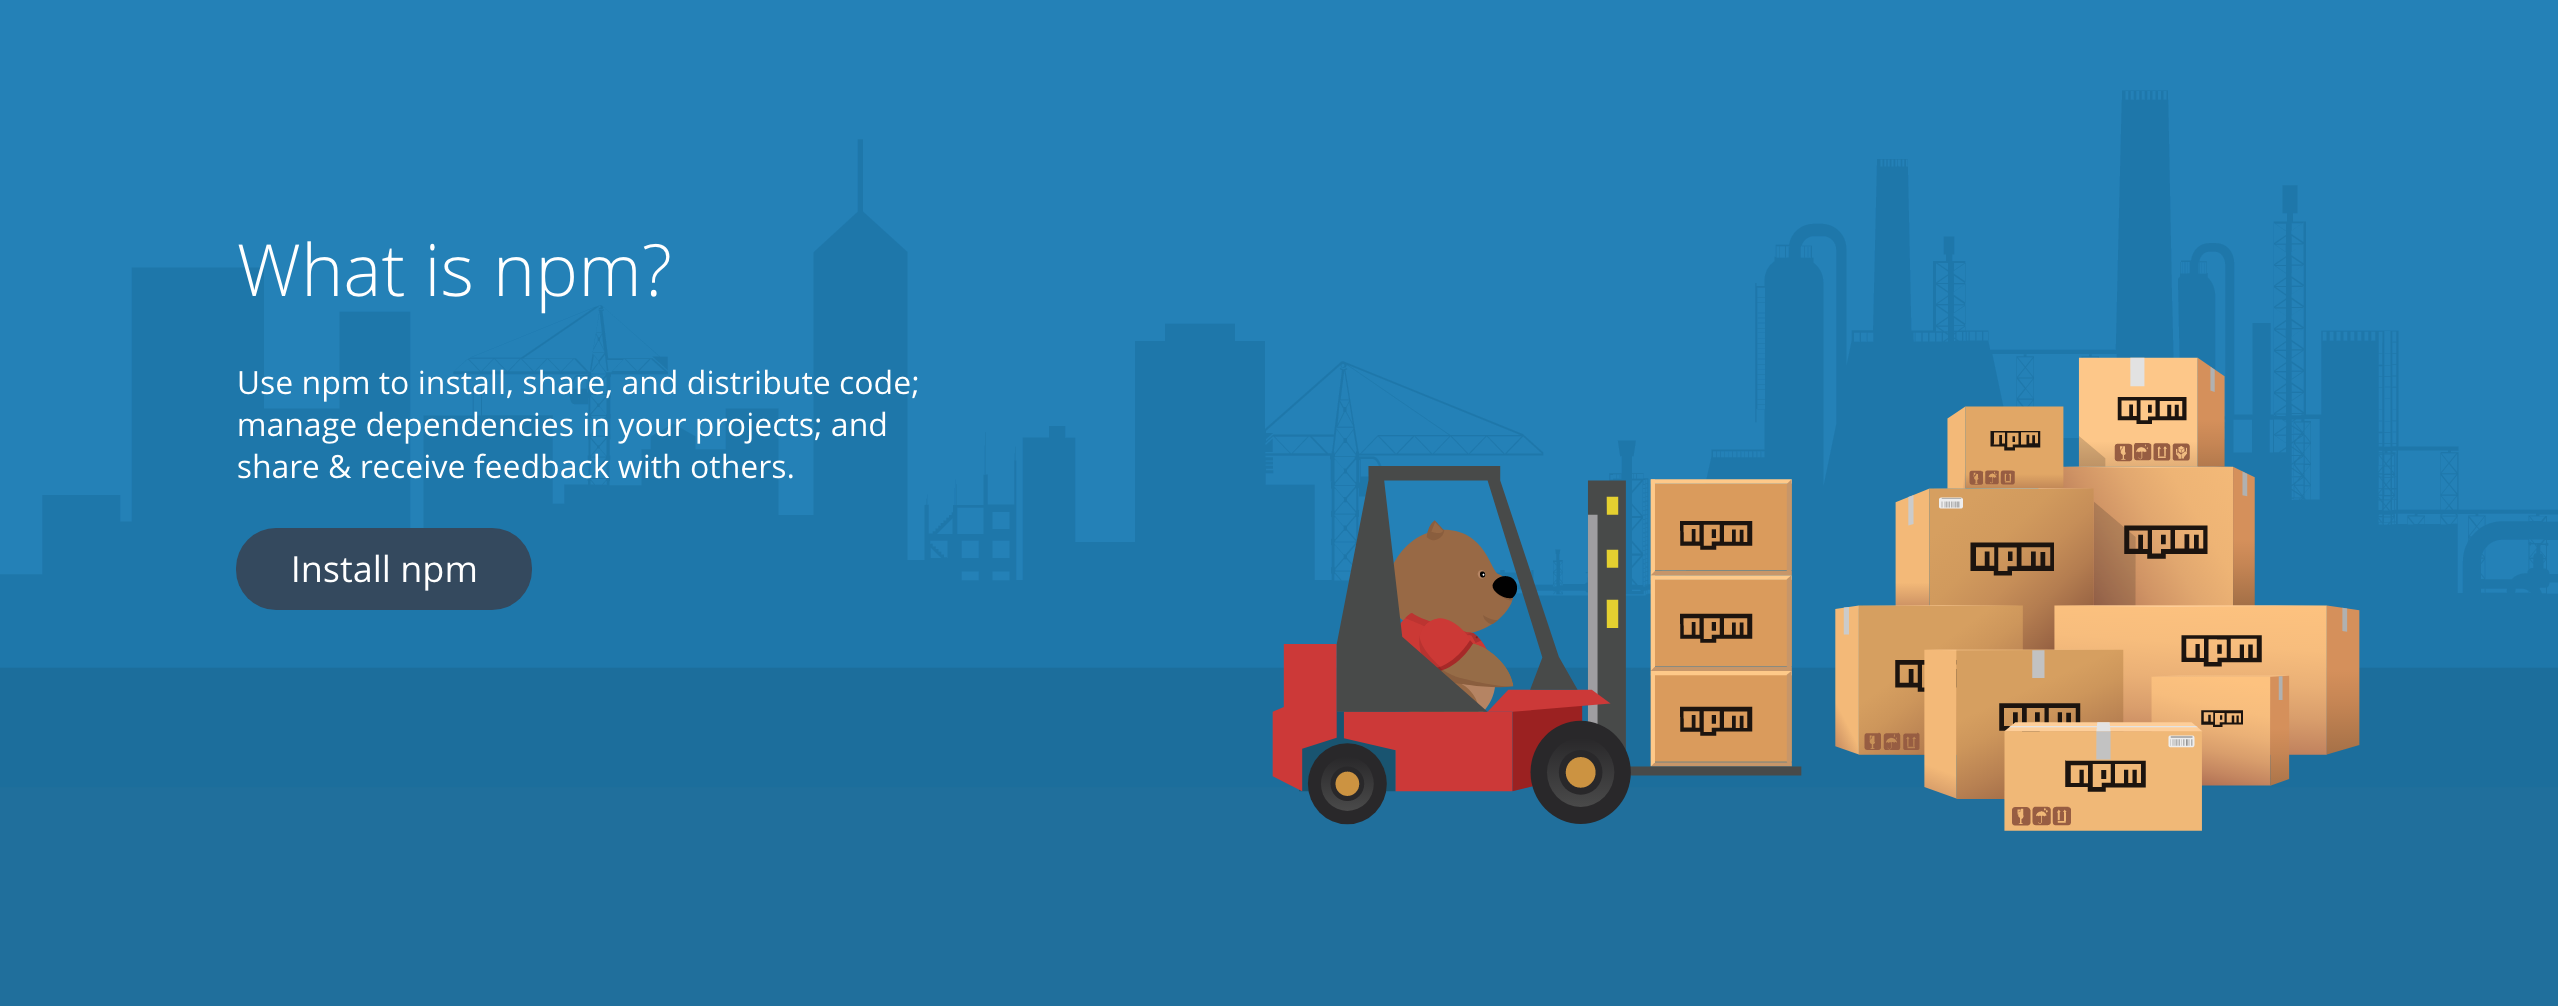 What is npm?
Use npm to install, share, and distribute code;
manage dependencies in your projects; and
share & receive feedback with others.
Install npm
npm
npm
npm
npm
npm
npm
npm
npm
npm
npm
npm
npm